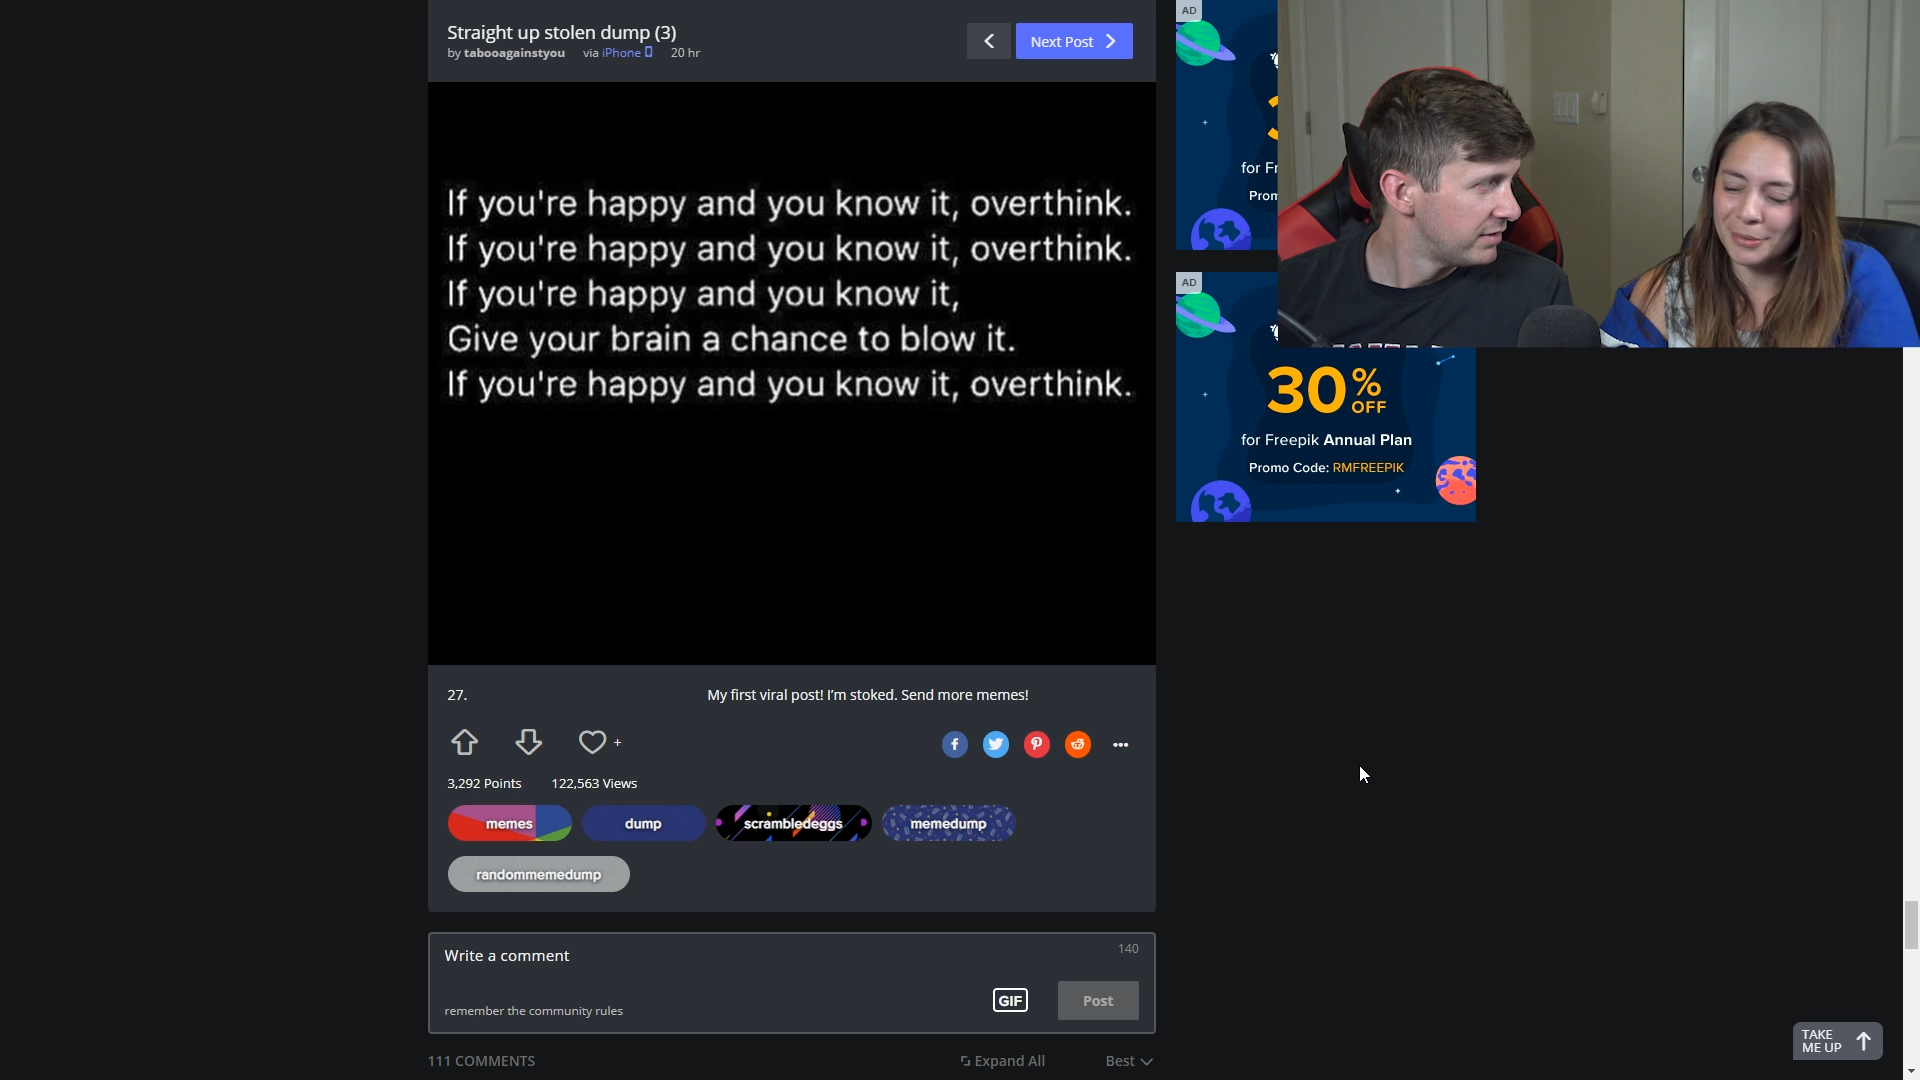 Straight up stolen dump (3)
by tabooagainstyou via iPhone 20 hr
Next Post
If you're happy and you know it, overthink.
If you're happy and you know it, overthink.
If you're happy and you know it,
Give your brain a chance to blow it.
If you're happy and you know it, overthink.
27. My first viral post! I’m stoked. Send more memes!
+
3,292 Points 122,563 Views
memes dump scrambledeggs memedump
randommemedump
Write a comment
140
remember the community rules
GIF Post
111 COMMENTS Expand All Best
AD
for
AD
30% OFF
for Freepik Annual Plan
Promo Code: RMFREEPIK
TAKE
ME UP